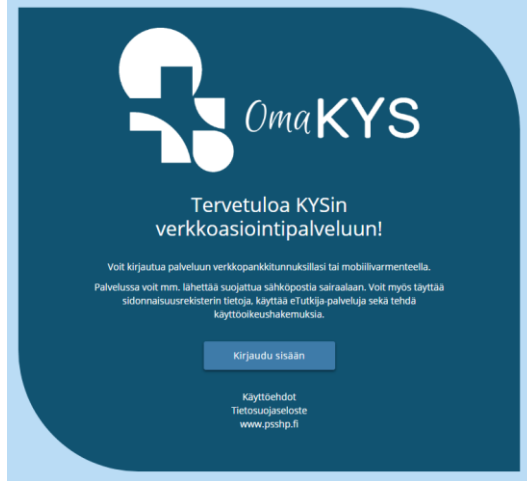 OmaKYS
Tervetuloa KYSin
verkkoasiointipalveluun!
Voit kirjautua palveluun verkkopankkitunnuksillasi tai mobiilivarmenteella.
Palvelussa voit mm. lähettää suojattua sähköpostia sairaalaan. Voit myös täyttää
sidonnaisuusrekisterin tietoja, käyttää eTutkija-palveluja sekä tehdä
käyttöoikeushakemuksia.
Kirjaudu sisään
Käyttöehdot
Tietosuojaseloste
www.psshp.fi